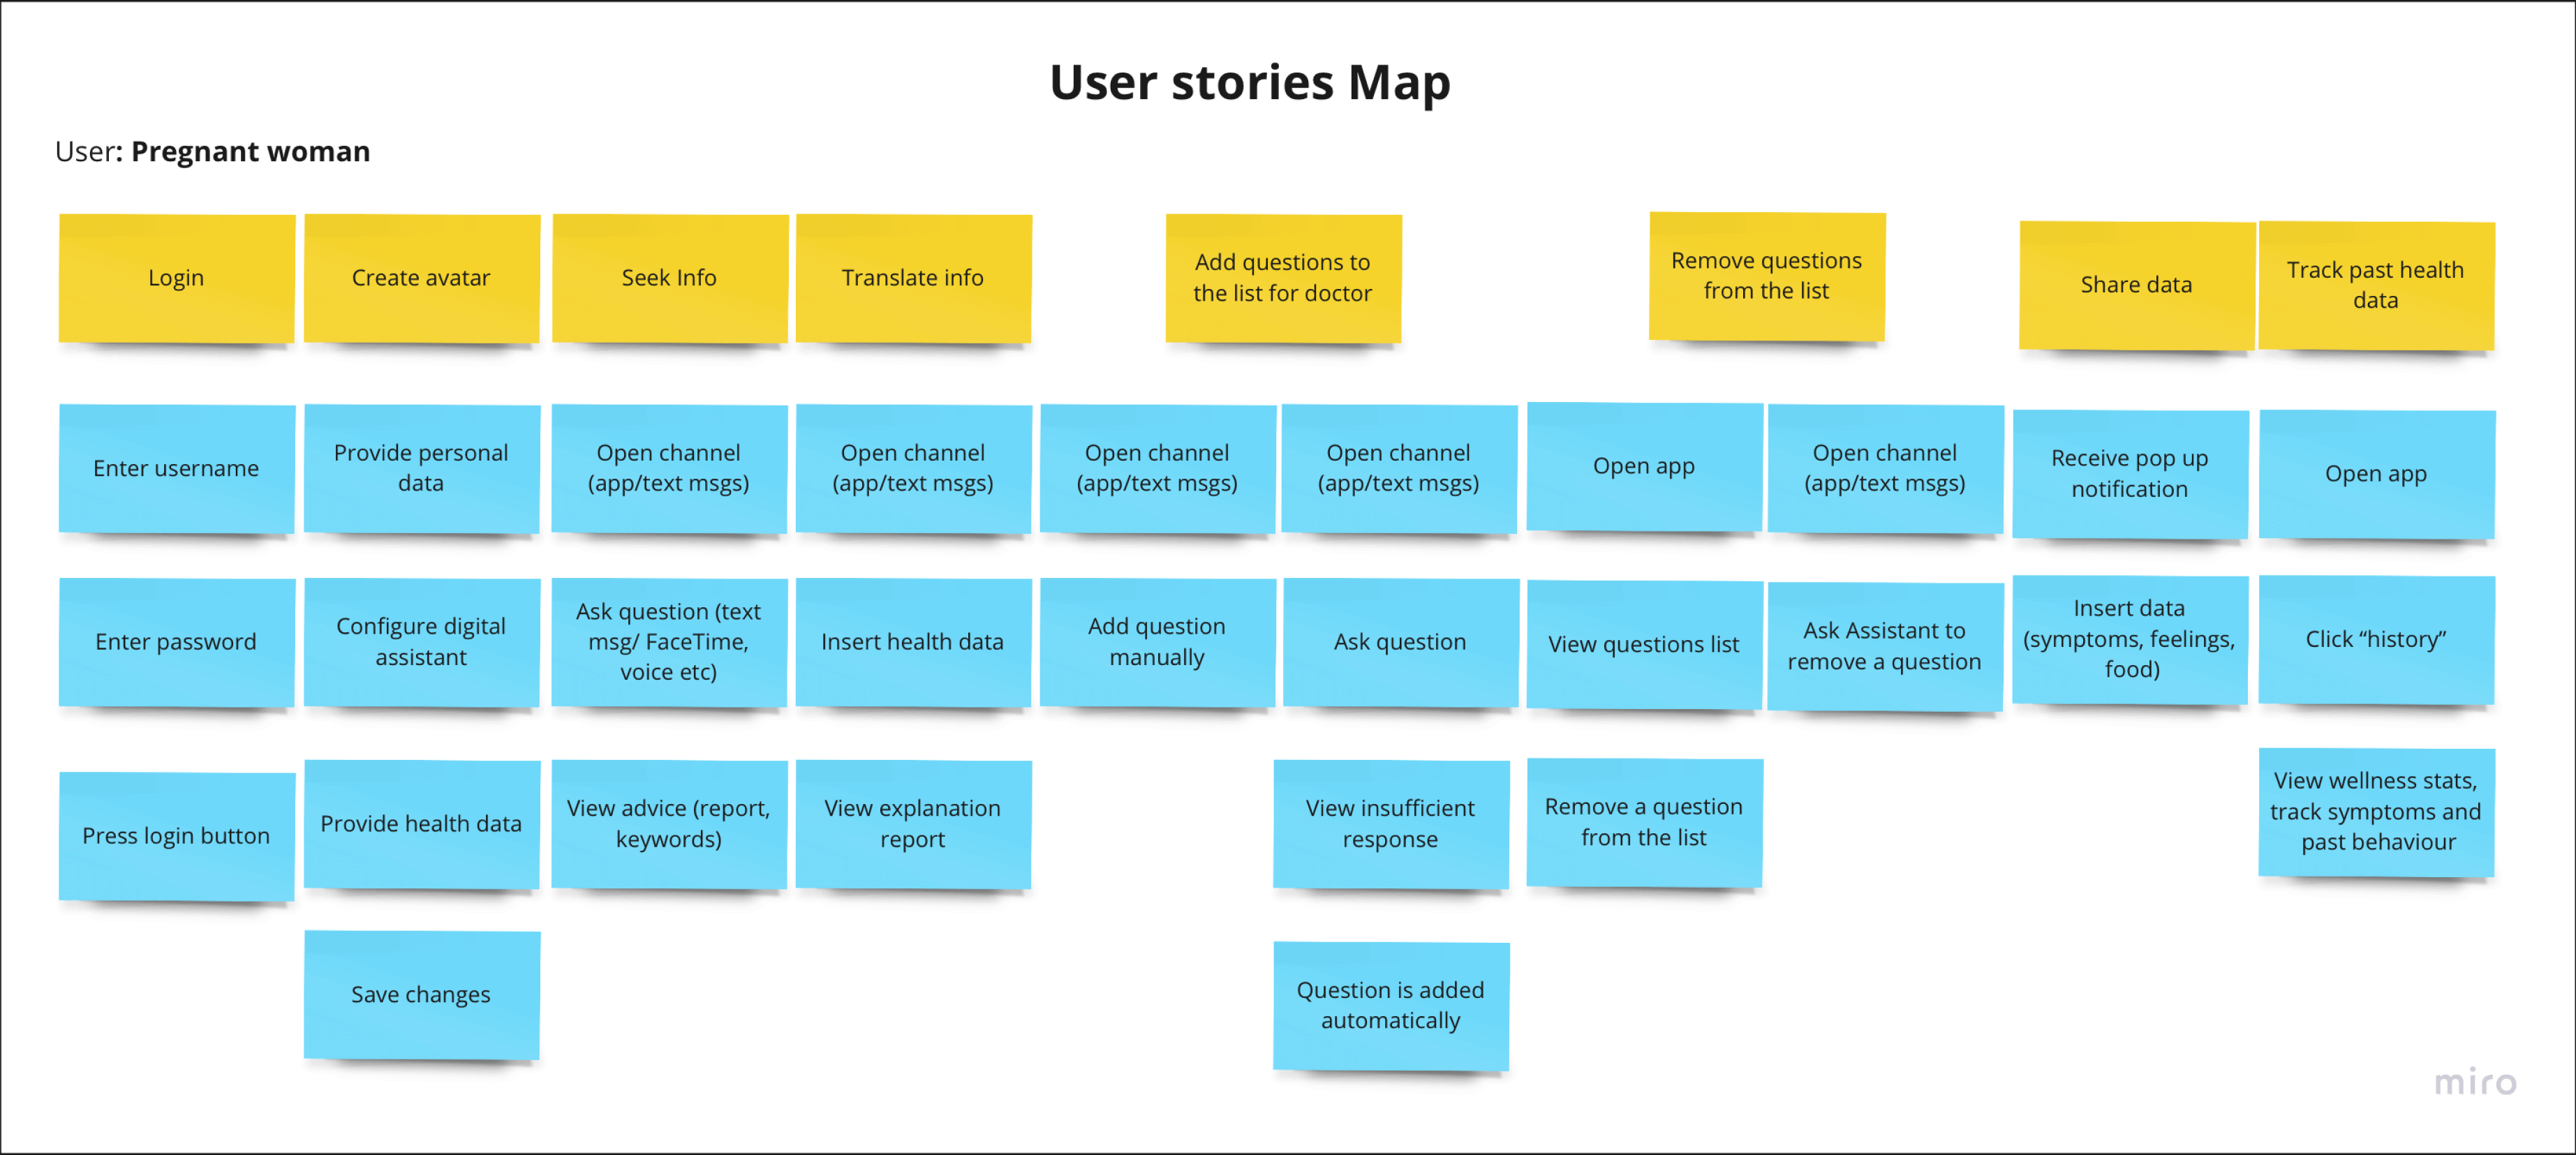 User stories Map
User: Pregnant woman
Login
Create avatar
Seek Info
Translate info
Add questions to
the list for doctor
Remove questions
from the list
Share data
Track past health
data
Enter username
Provide personal
data
Open channel
(app/text msgs)
Open channel
(app/text msgs)
Open channel
(app/text msgs)
Open channel
(app/text msgs)
Open app
Open channel
(app/text msgs)
Receive pop up
notification
Open app
Enter password
Configure digital
assistant
Ask question (text
msg/ FaceTime,
voice etc)
Insert health data
Add question
manually
Ask question
View questions list
Ask Assistant to
remove a question
Insert data
(symptoms, feelings,
food)
Click “history”
Press login button
Provide health data
View advice (report,
keywords)
View explanation
report
View insufficient
response
Remove a question
from the list
View wellness stats,
track symptoms and
past behaviour
Save changes
Question is added
automatically
miro